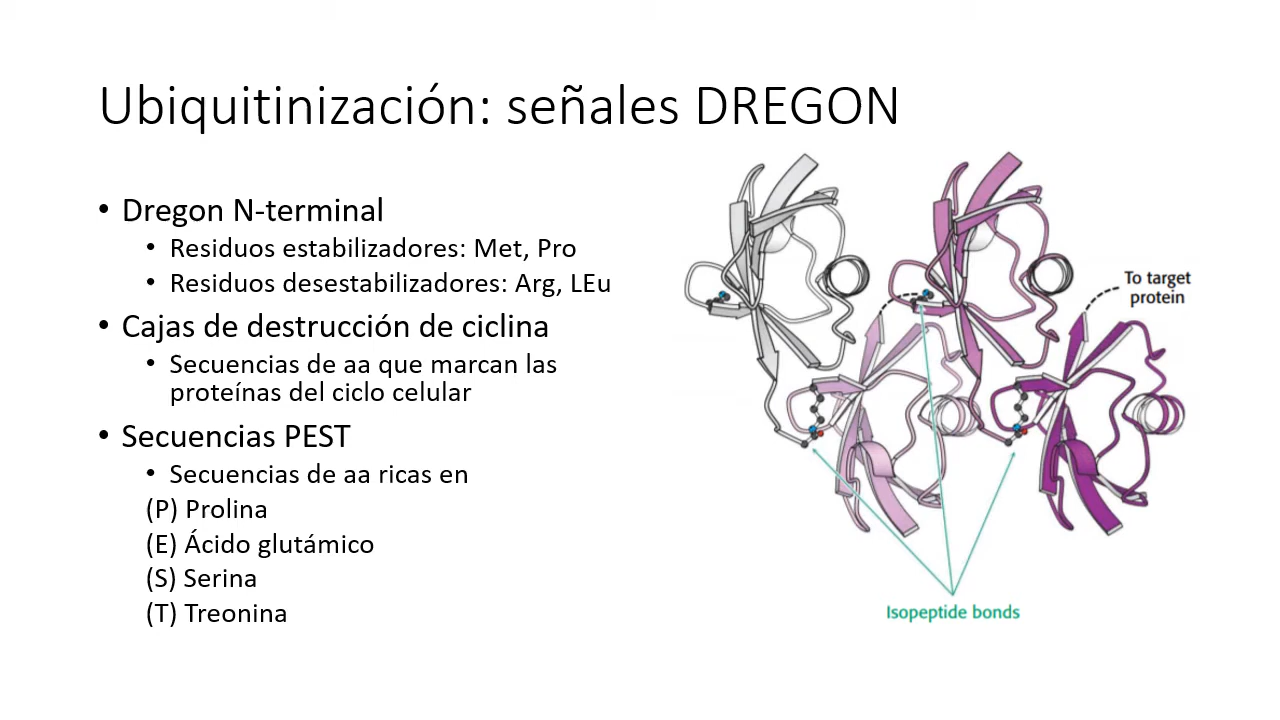 Ubiquitinización: señales DREGON
• Dregon N-terminal
• Residuos estabilizadores: Met, Pro
• Residuos desestabilizadores: Arg, LEu
• Cajas de destrucción de ciclina
• Secuencias de aa que marcan las
proteínas del ciclo celular
• Secuencias PEST
• Secuencias de aa ricas en
(P) Prolina
(E) Ácido glutámico
(S) Serina
(T) Treonina
To target
protein
Isopeptide bonds